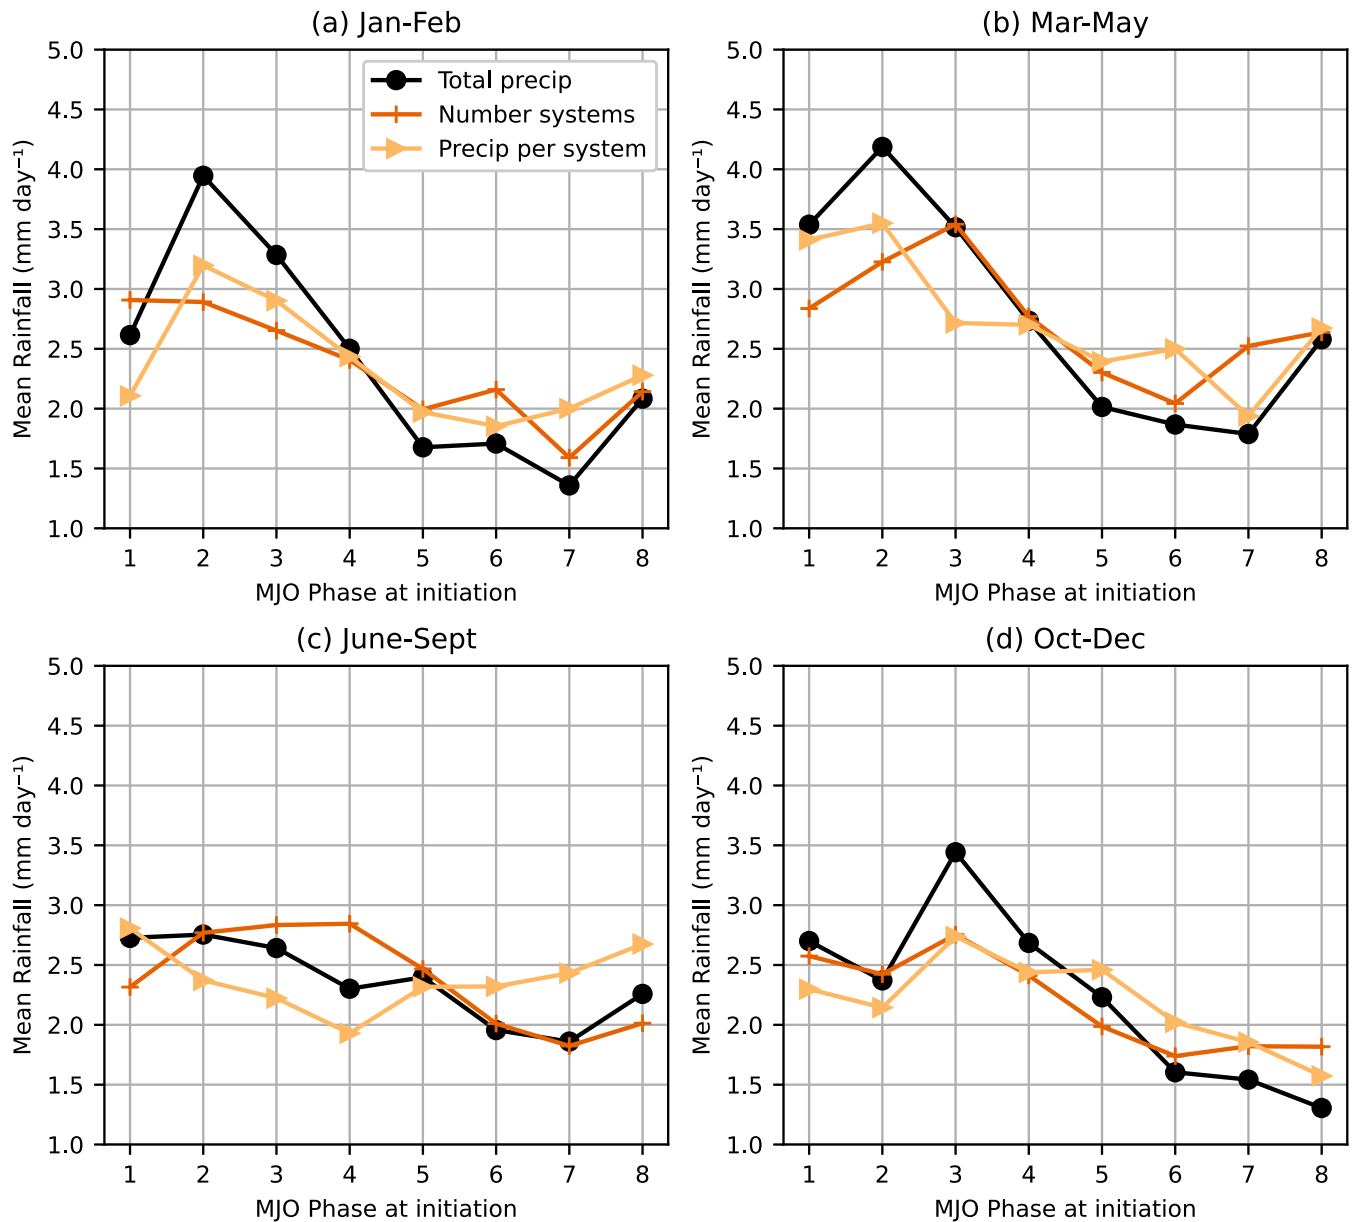 (a) Jan-Feb
5.0
4.5
4.0
3.5
3.0
2.5
2.0
1.5
1.0
Mean Rainfall (mm day⁻¹)
Total precip
Number systems
Precip per system
1 2 3 4 5 6 7 8
MJO Phase at initiation
(b) Mar-May
5.0
4.5
4.0
3.5
3.0
2.5
2.0
1.5
1.0
Mean Rainfall (mm day⁻¹)
1 2 3 4 5 6 7 8
MJO Phase at initiation
(c) June-Sept
5.0
4.5
4.0
3.5
3.0
2.5
2.0
1.5
1.0
Mean Rainfall (mm day⁻¹)
1 2 3 4 5 6 7 8
MJO Phase at initiation
(d) Oct-Dec
5.0
4.5
4.0
3.5
3.0
2.5
2.0
1.5
1.0
Mean Rainfall (mm day⁻¹)
1 2 3 4 5 6 7 8
MJO Phase at initiation